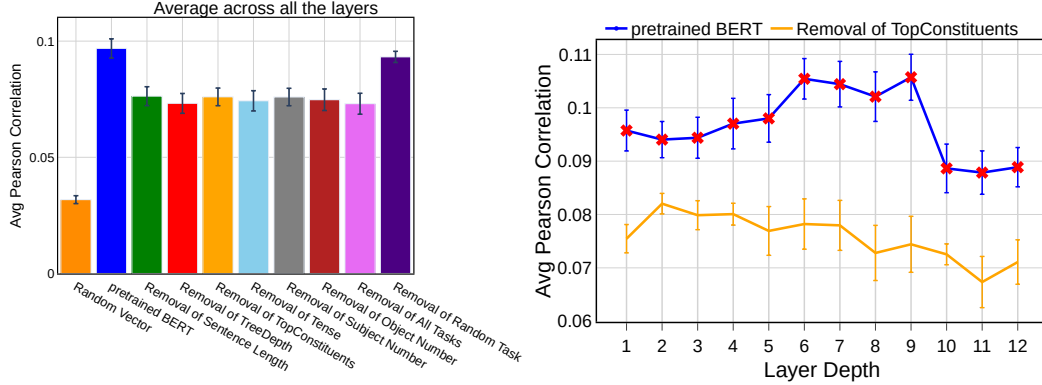 Average across all the layers
Avg Pearson Correlation
0.1
0.05
0
Random Vector
pretrained BERT
Removal of Sentence Length
Removal of TreeDepth
Removal of TopConstituents
Removal of Tense
Removal of Subject Number
Removal of Object Number
Removal of All Tasks
Removal of Random Task
pretrained BERT
Removal of TopConstituents
Avg Pearson Correlation
0.11
0.1
0.09
0.08
0.07
0.06
1 2 3 4 5 6 7 8 9 10 11 12
Layer Depth